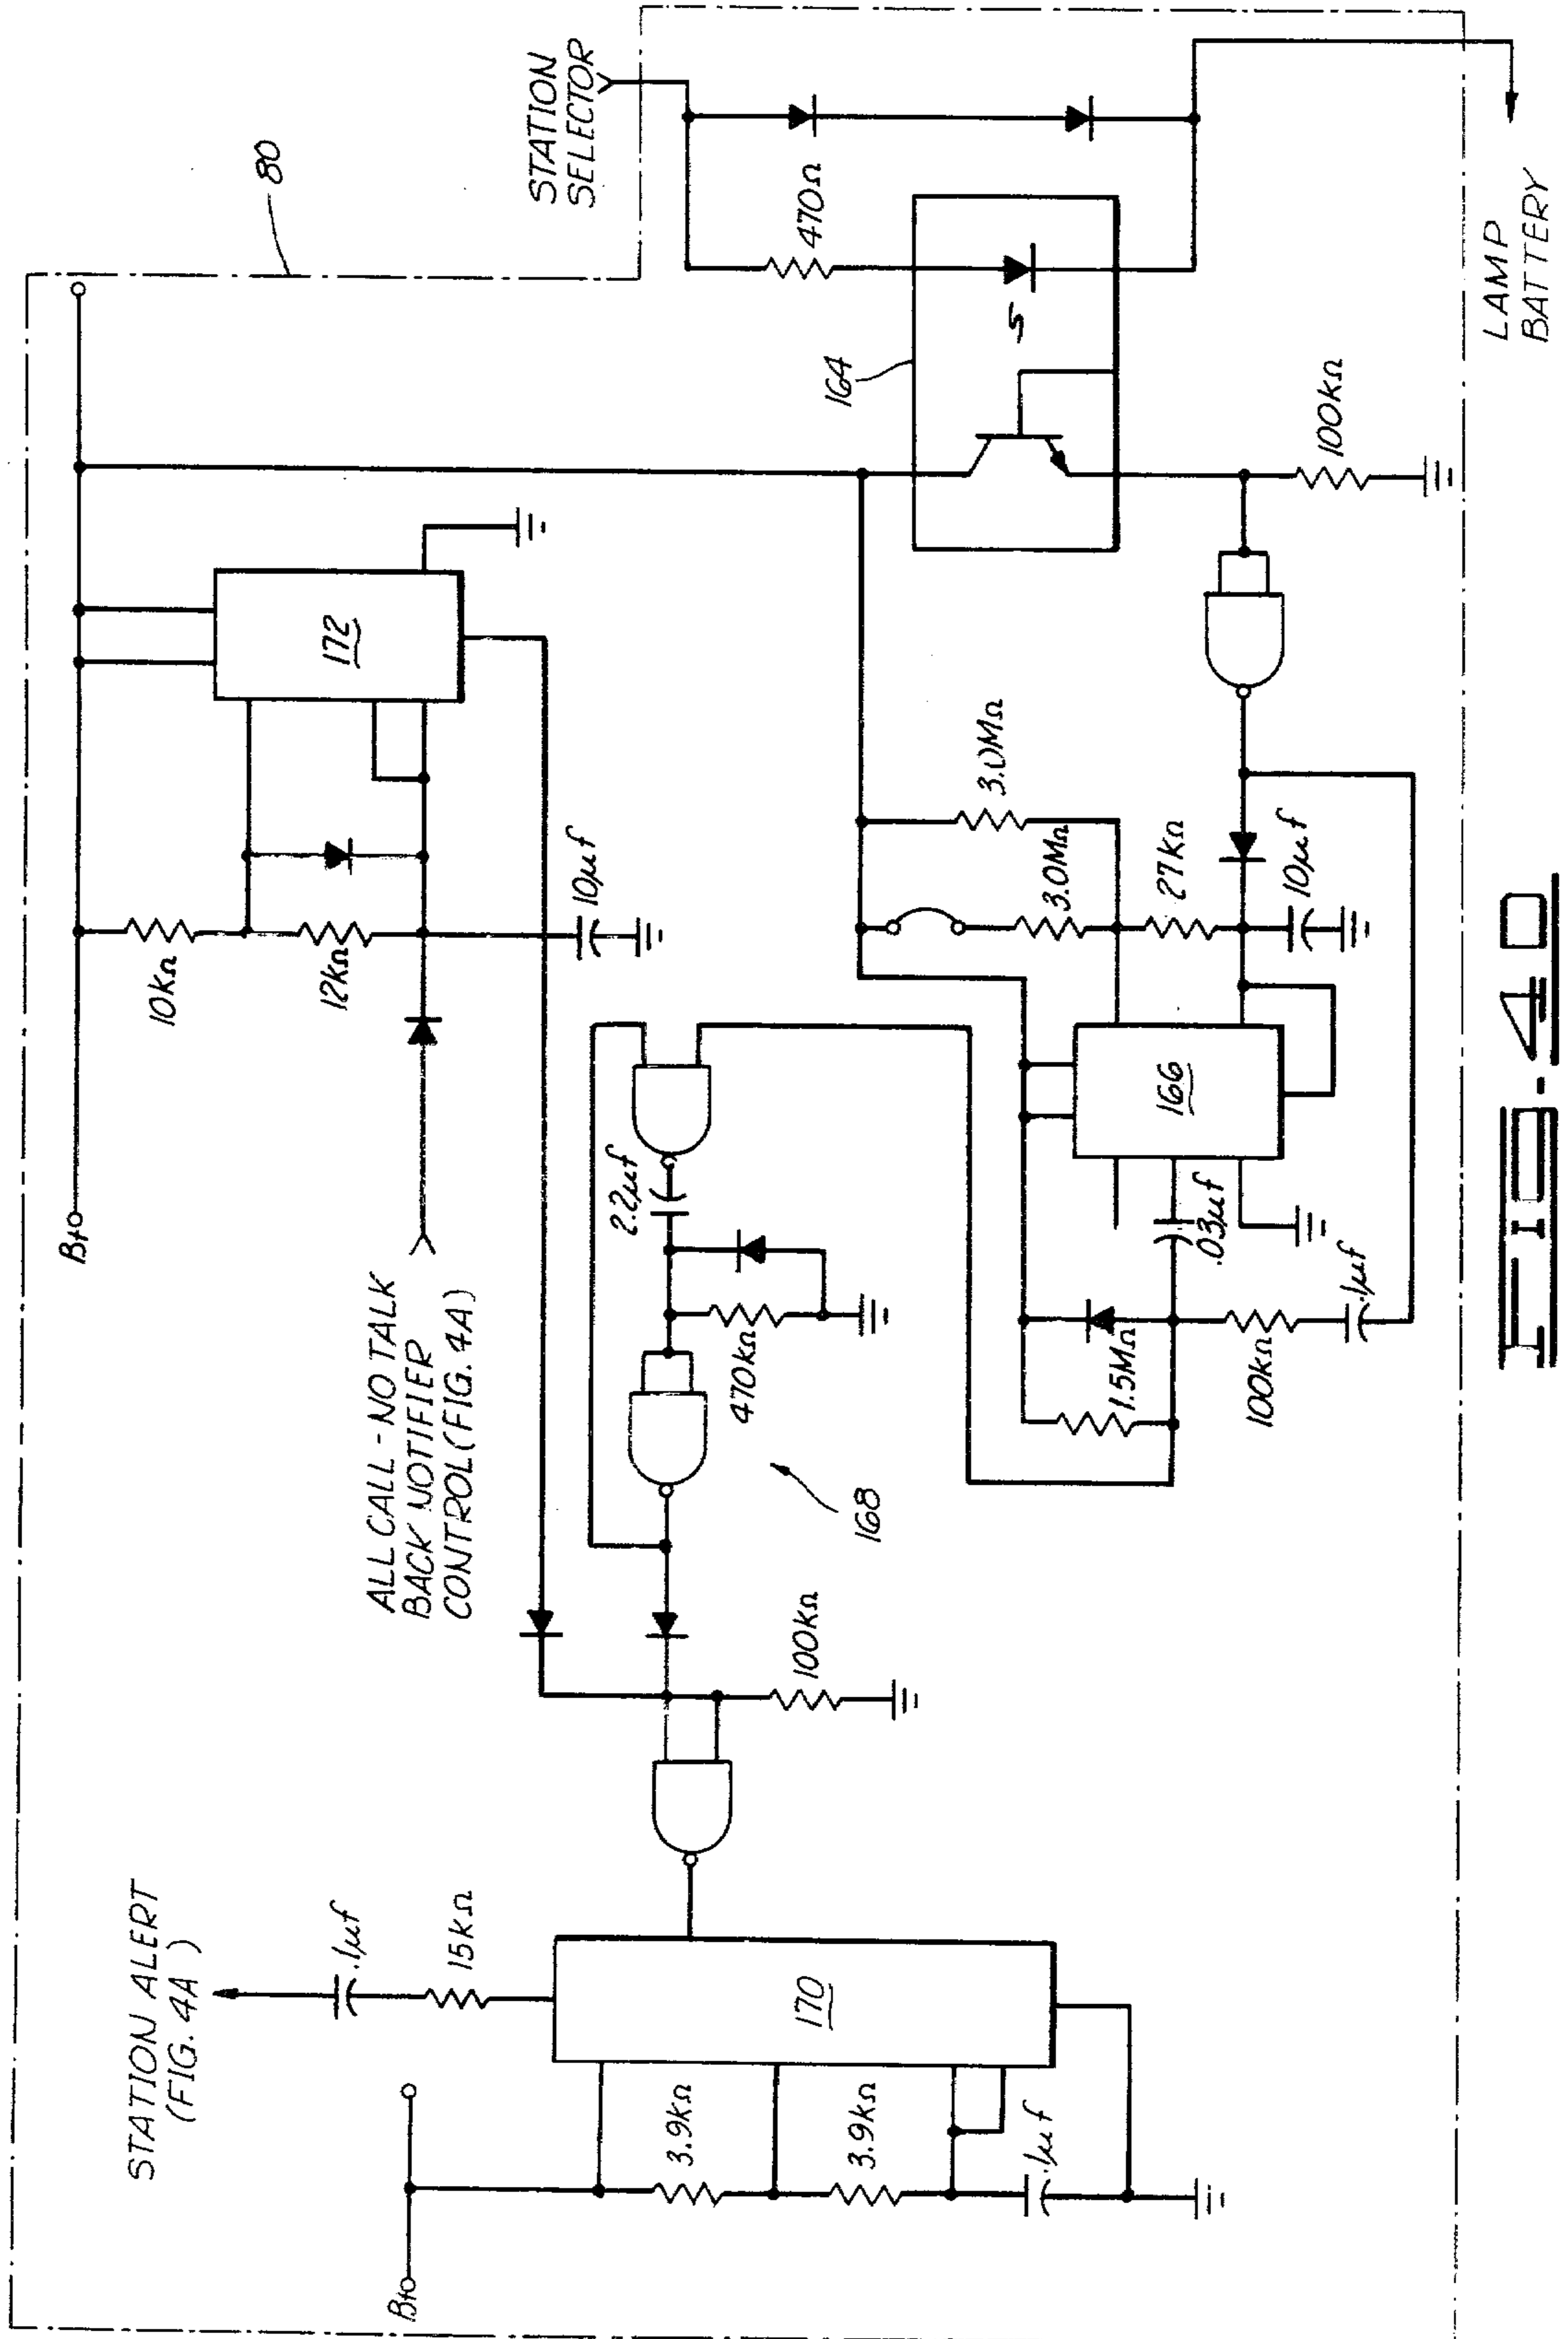 STATION ALERT
(FIG. 4A)
.1µf
15kΩ
B+
3.9kΩ
3.9kΩ
.1µf
170
100kΩ
168
ALL CALL - NO TALK
BACK NOTIFIER
CONTROL (FIG. 4A)
B+
10kΩ
12kΩ
10µf
172
80
470kΩ
2.2µf
1.5MΩ
100kΩ
.1µf
.03µf
166
3.0MΩ
3.0MΩ
27kΩ
10µf
164
100kΩ
STATION
SELECTOR
470Ω
LAMP
BATTERY
FIG-4D